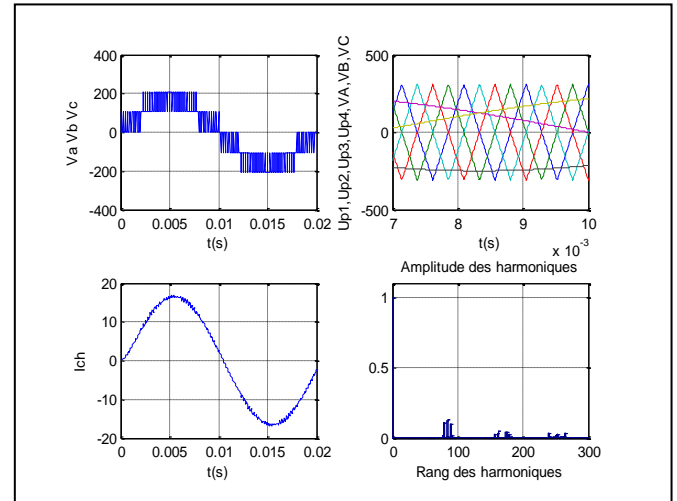 400
200
0
-200
-400
0 0.005 0.01 0.015 0.02
t(s)
Va Vb Vc
500
0
-500
7 8 9 10
t(s)
x 10⁻³
Up1, Up2, Up3, Up4, VA, VB, VC
20
10
0
-10
-20
0 0.005 0.01 0.015 0.02
t(s)
Ich
Amplitude des harmoniques
1
0.5
0
0 100 200 300
Rang des harmoniques